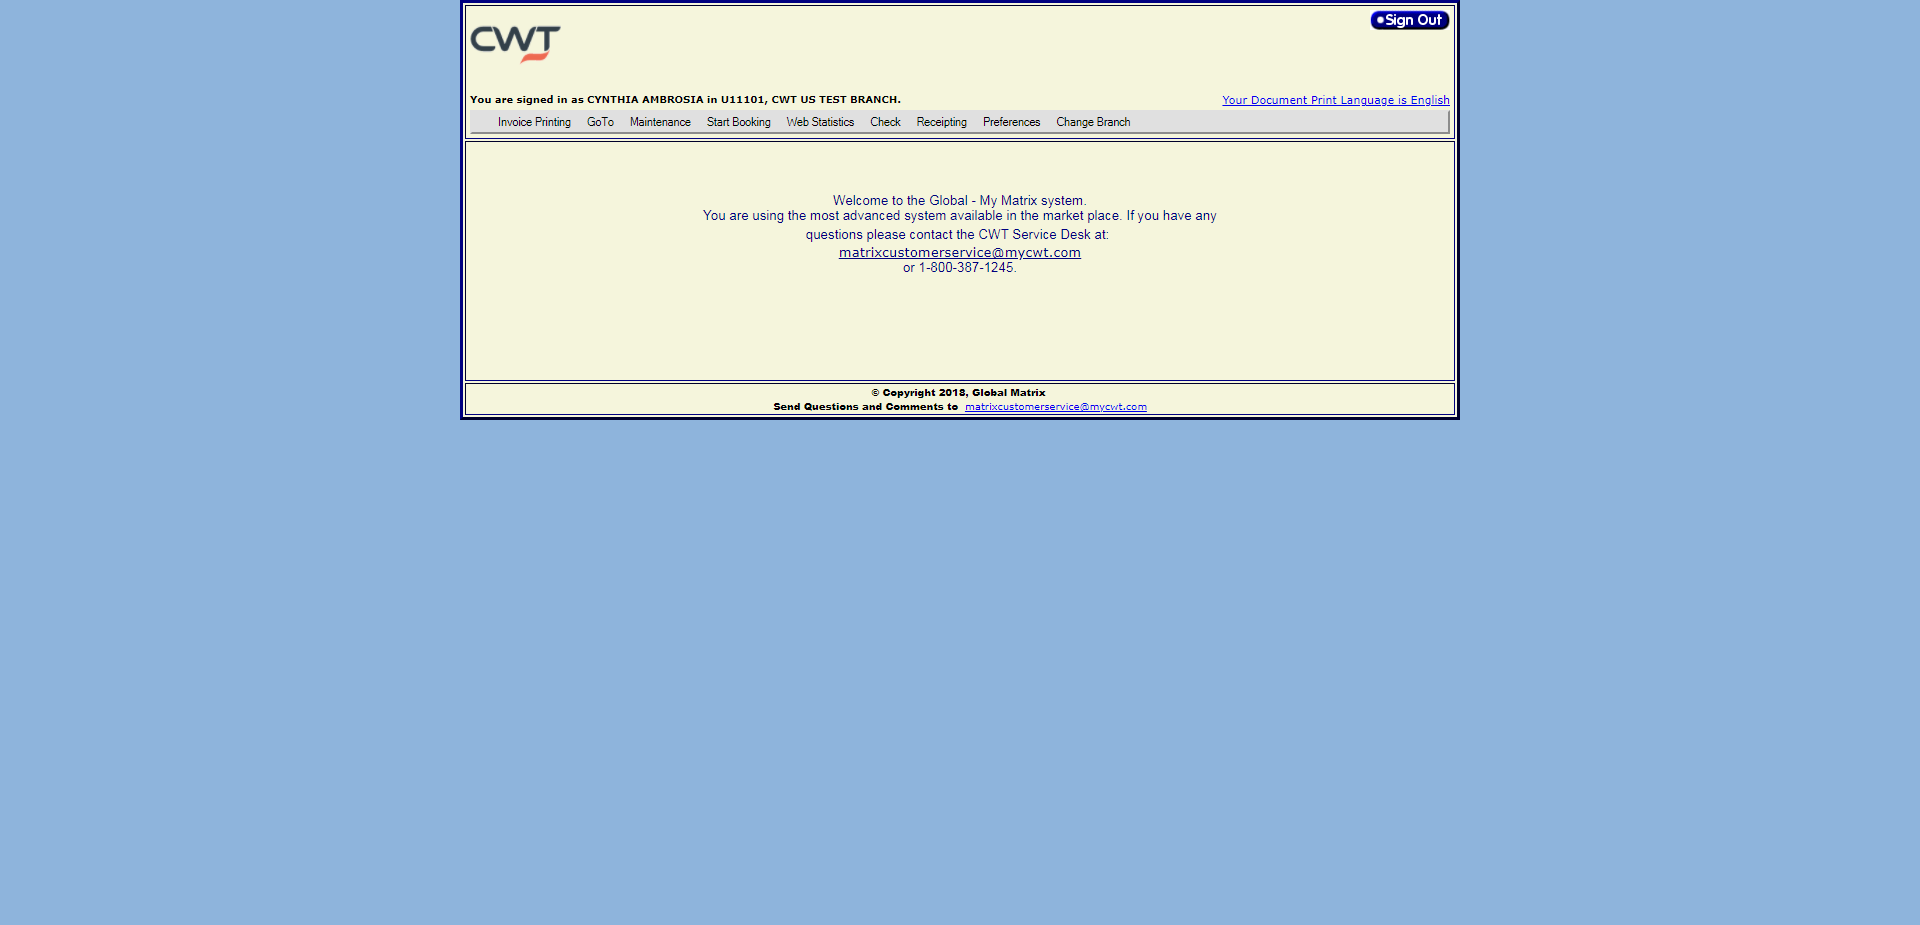 CWT
Sign Out
You are signed in as CYNTHIA AMBROSIA in U11101, CWT US TEST BRANCH.
Your Document Print Language is English
Invoice Printing GoTo Maintenance Start Booking Web Statistics Check Receipting Preferences Change Branch
Welcome to the Global - My Matrix system.
You are using the most advanced system available in the market place. If you have any
questions please contact the CWT Service Desk at:
matrixcustomerservice@mycwt.com
or 1-800-387-1245.
© Copyright 2018, Global Matrix
Send Questions and Comments to matrixcustomerservice@mycwt.com